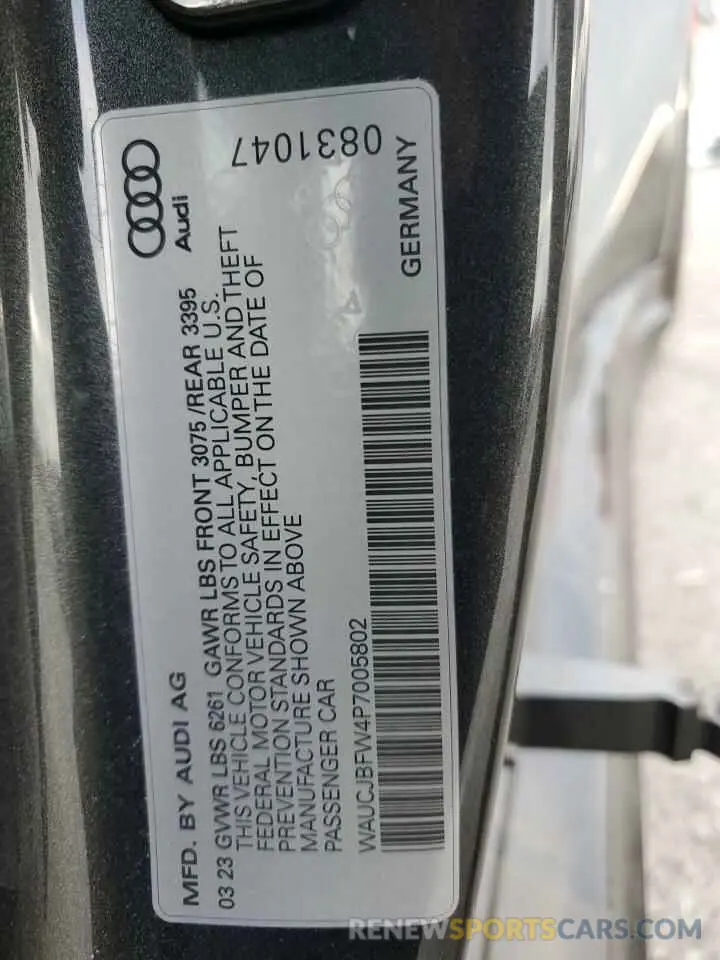 MFD. BY AUDI AG
Audi
03 23 GVWR LBS 6261 GAWR LBS FRONT 3075 /REAR 3395
THIS VEHICLE CONFORMS TO ALL APPLICABLE U.S.
FEDERAL MOTOR VEHICLE SAFETY, BUMPER AND THEFT
PREVENTION STANDARDS IN EFFECT ON THE DATE OF
MANUFACTURE SHOWN ABOVE
PASSENGER CAR
WAUCJBFW4P7005802
0831047
GERMANY
RENEWSPORTSCARS.COM